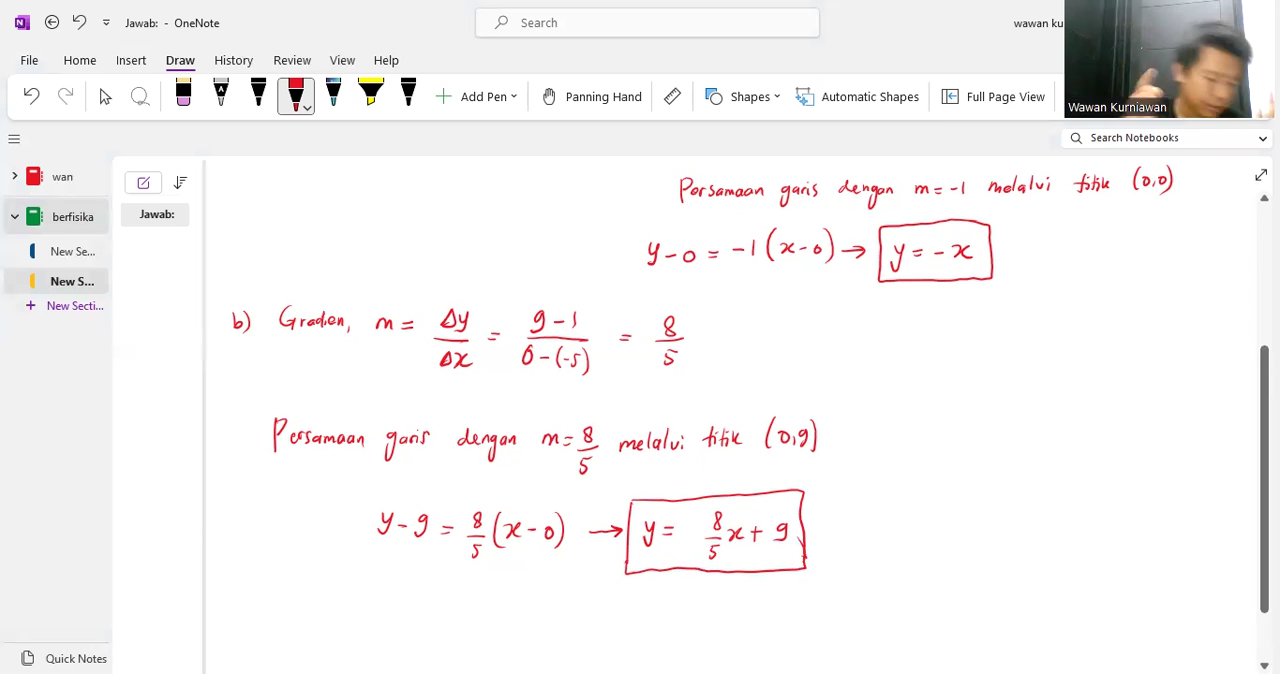 Jawab: - OneNote
Search
wawan ku
File Home Insert Draw History Review View Help
Add Pen Panning Hand Shapes Automatic Shapes Full Page View
Wawan Kurniawan
Search Notebooks
wan
berfisika
New Se...
New S...
New Secti...
Jawab:
Quick Notes
Persamaan garis dengan m = -1 melalui titik (0,0)
y - 0 = -1 (x - 0) → y = - x
b) Gradien, m = Δy/Δx = (9 - 1)/(0 - (-5)) = 8/5
Persamaan garis dengan m = 8/5 melalui titik (0,9)
y - 9 = 8/5 (x - 0) → y = 8/5 x + 9